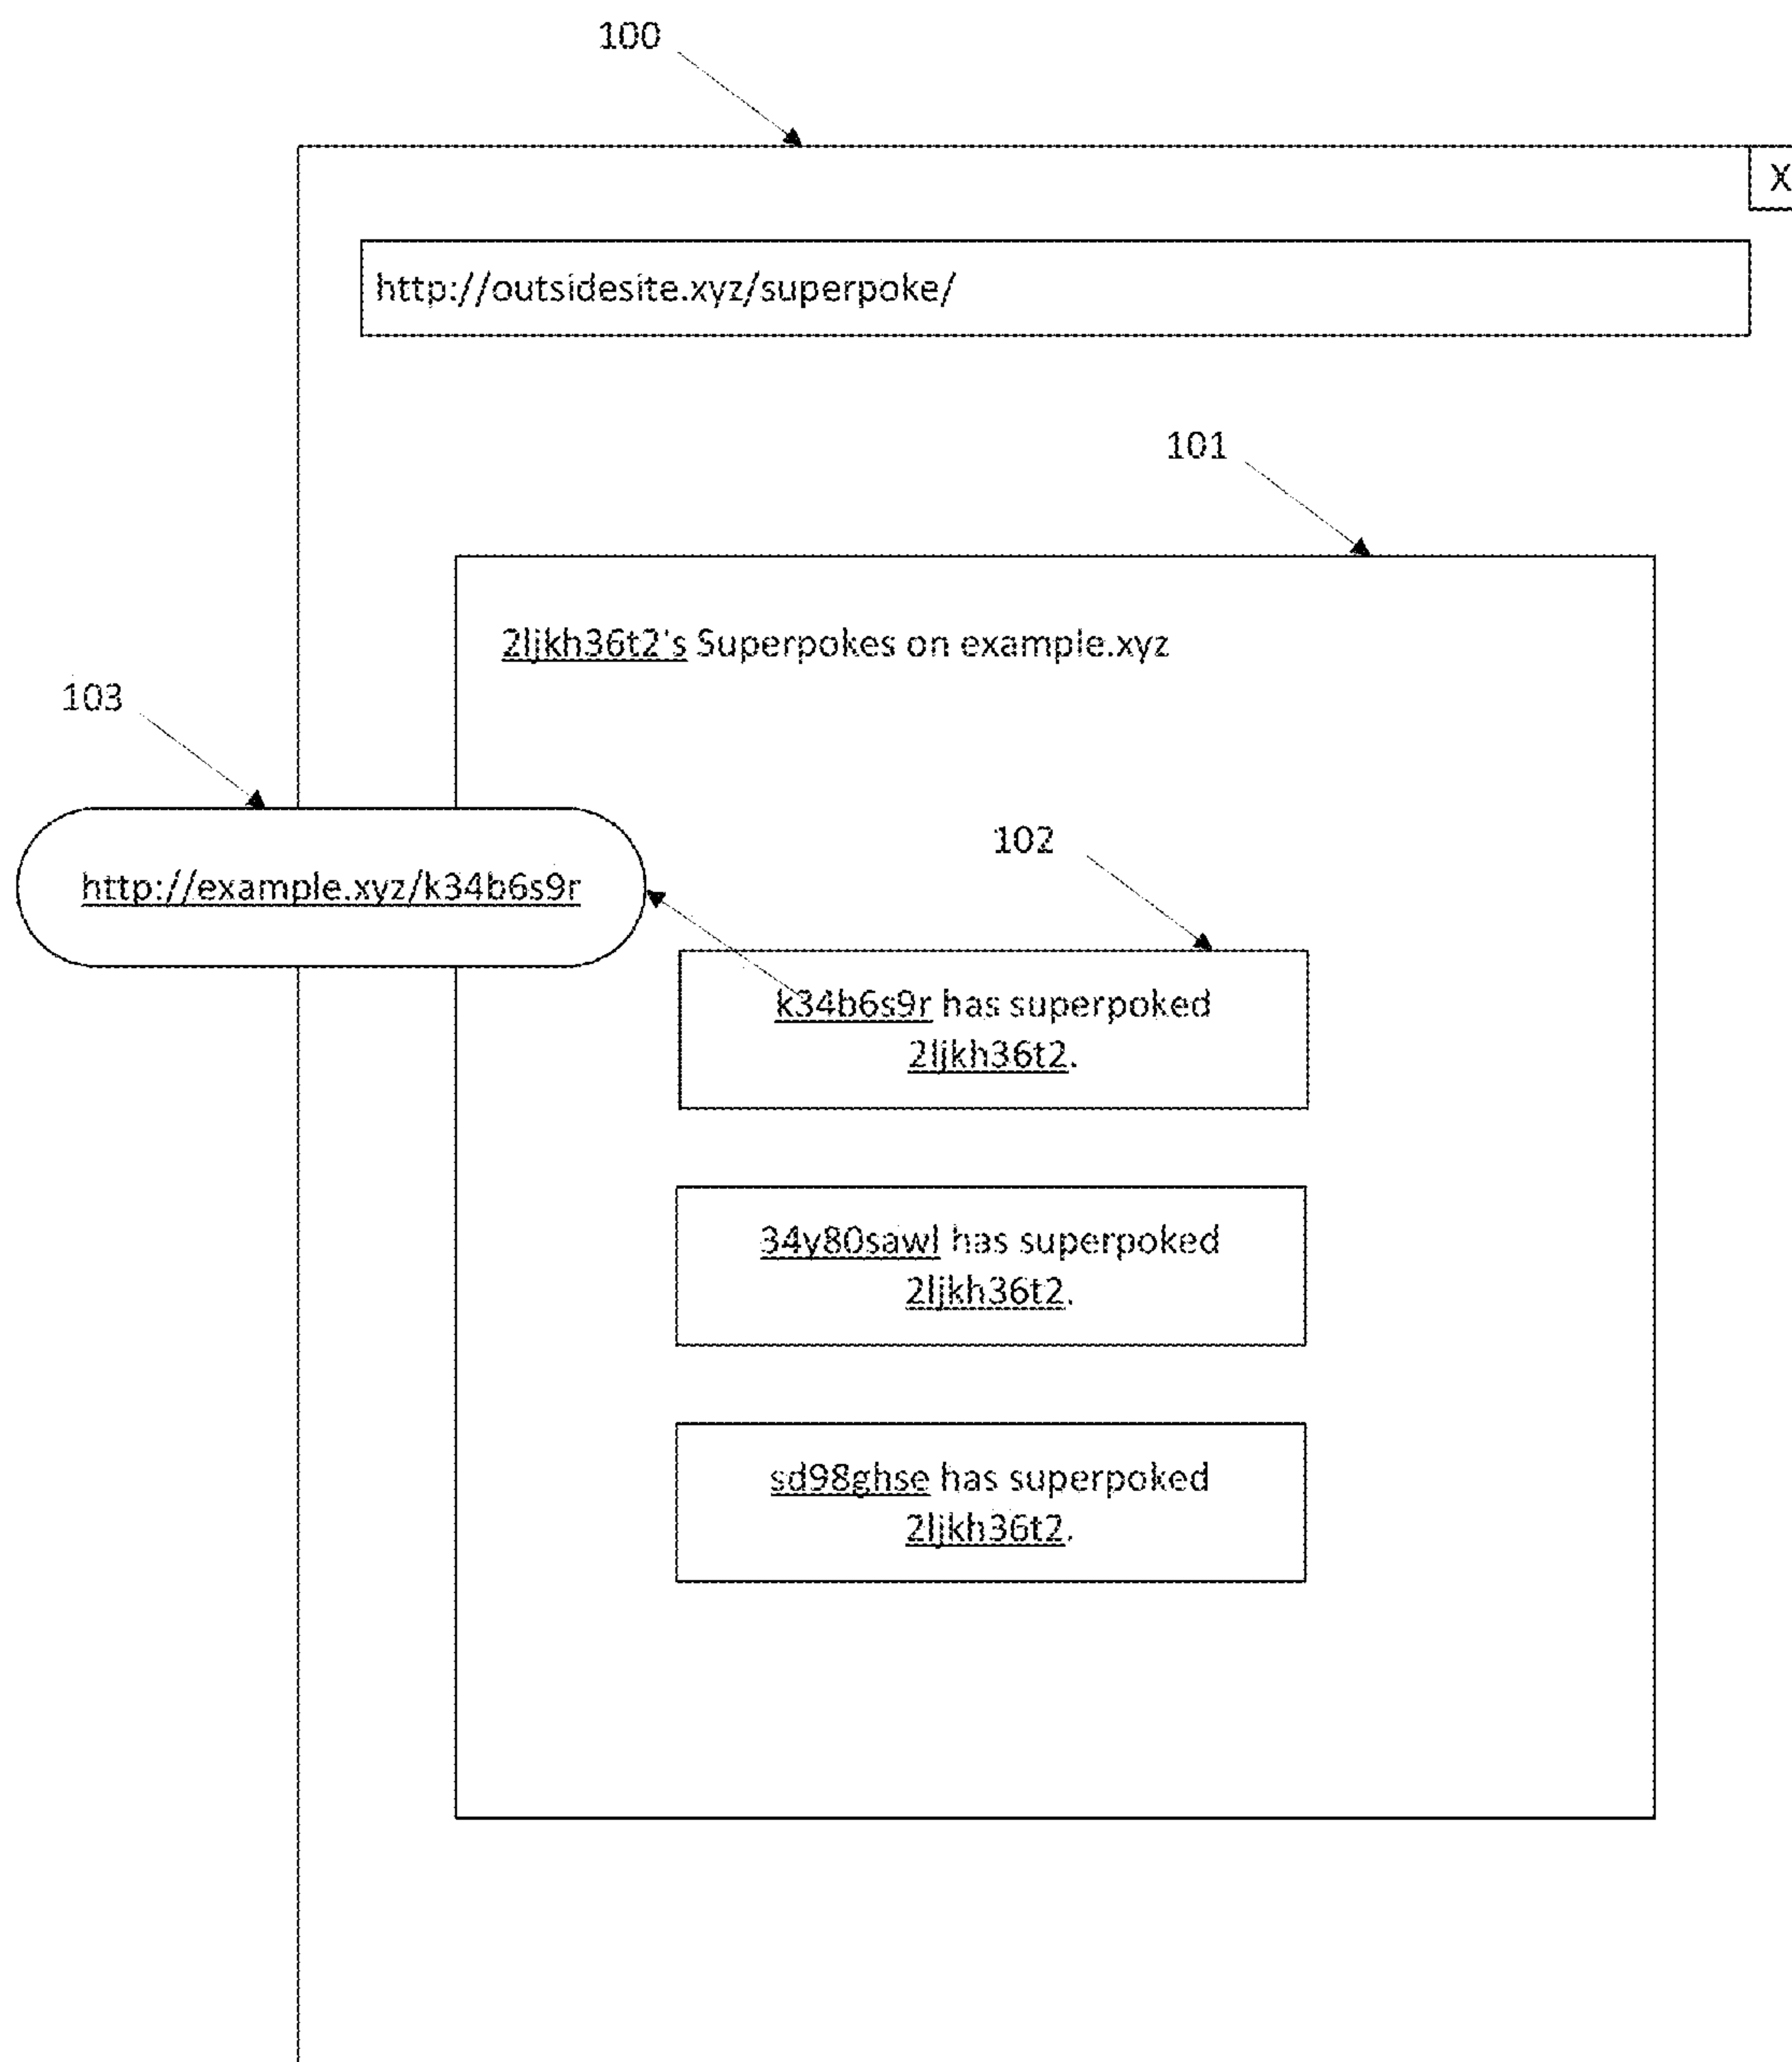 100
X
http://outsidesite.xyz/superpoke/
101
2ljkh36t2's Superpokes on example.xyz
103
102
http://example.xyz/k34b6s9r
k34b6s9r has superpoked
2ljkh36t2.
34y80sawl has superpoked
2ljkh36t2.
sd98ghse has superpoked
2ljkh36t2.